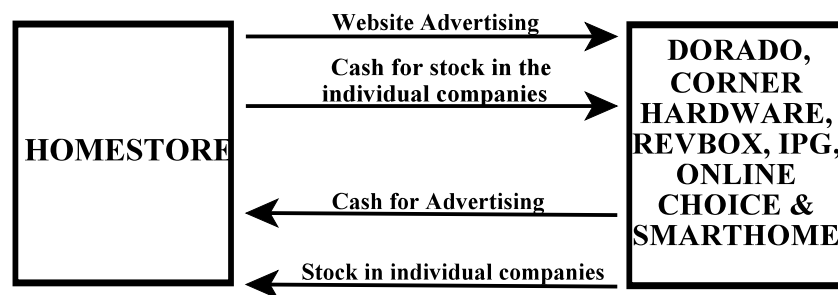 HOMESTORE
Website Advertising
Cash for stock in the
individual companies
Cash for Advertising
Stock in individual companies
DORADO,
CORNER
HARDWARE,
REVBOX, IPG,
ONLINE
CHOICE &
SMARTHOME